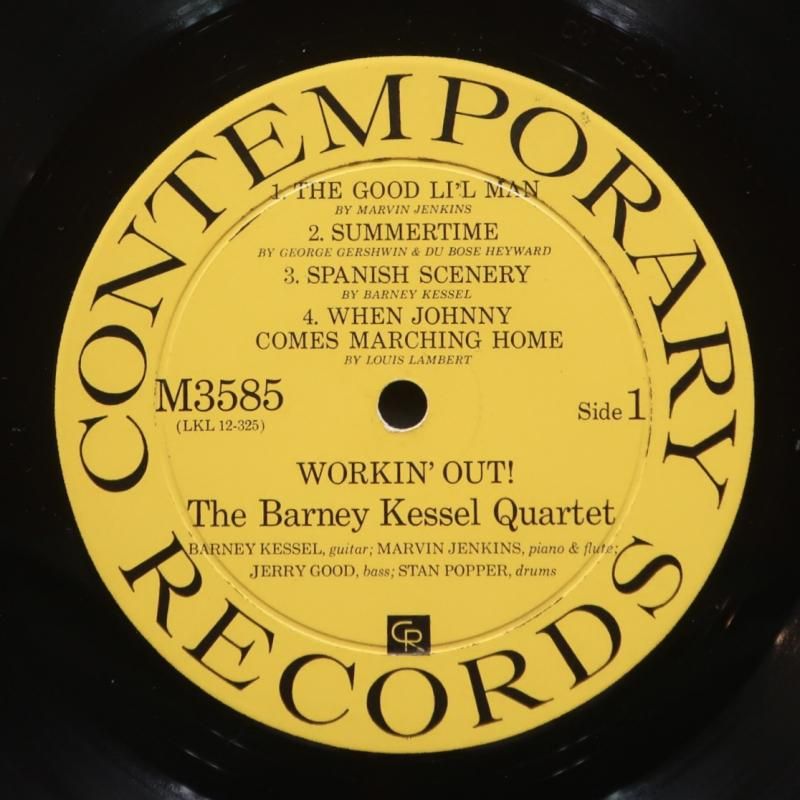 CONTEMPORARY
1. THE GOOD LI'L MAN
BY MARVIN JENKINS
2. SUMMERTIME
BY GEORGE GERSHWIN & DU BOSE HEYWARD
3. SPANISH SCENERY
BY BARNEY KESSEL
4. WHEN JOHNNY
COMES MARCHING HOME
BY LOUIS LAMBERT
M3585
(LKL 12-325)
Side 1
WORKIN' OUT!
The Barney Kessel Quartet
BARNEY KESSEL, guitar; MARVIN JENKINS, piano & flute;
JERRY GOOD, bass; STAN POPPER, drums
CR
RECORDS